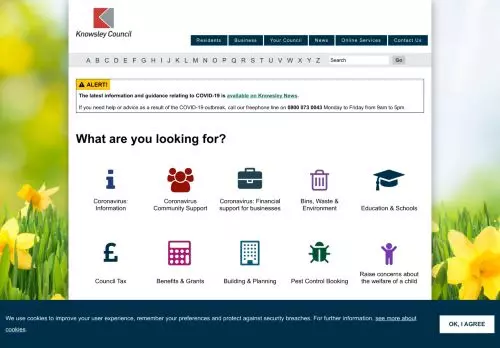 Knowsley Council
Residents
Business
Your Council
News
Online Services
Contact Us
A B C D E F G H I J K L M N O P Q R S T U V W X Y Z
Search
Go
ALERT!
The latest information and guidance relating to COVID-19 is available on Knowsley News.
If you need help or advice as a result of the COVID-19 outbreak, call our freephone line on 0800 073 0043 Monday to Friday from 9am to 5pm
What are you looking for?
Coronavirus:
Information
Coronavirus
Community Support
Coronavirus: Financial
support for businesses
Bins, Waste &
Environment
Education & Schools
Council Tax
Benefits & Grants
Building & Planning
Pest Control Booking
Raise concerns about
the welfare of a child
We use cookies to improve your user experience, remember your preferences and protect against security breaches. For further information, see more about
cookies.
OK, I AGREE